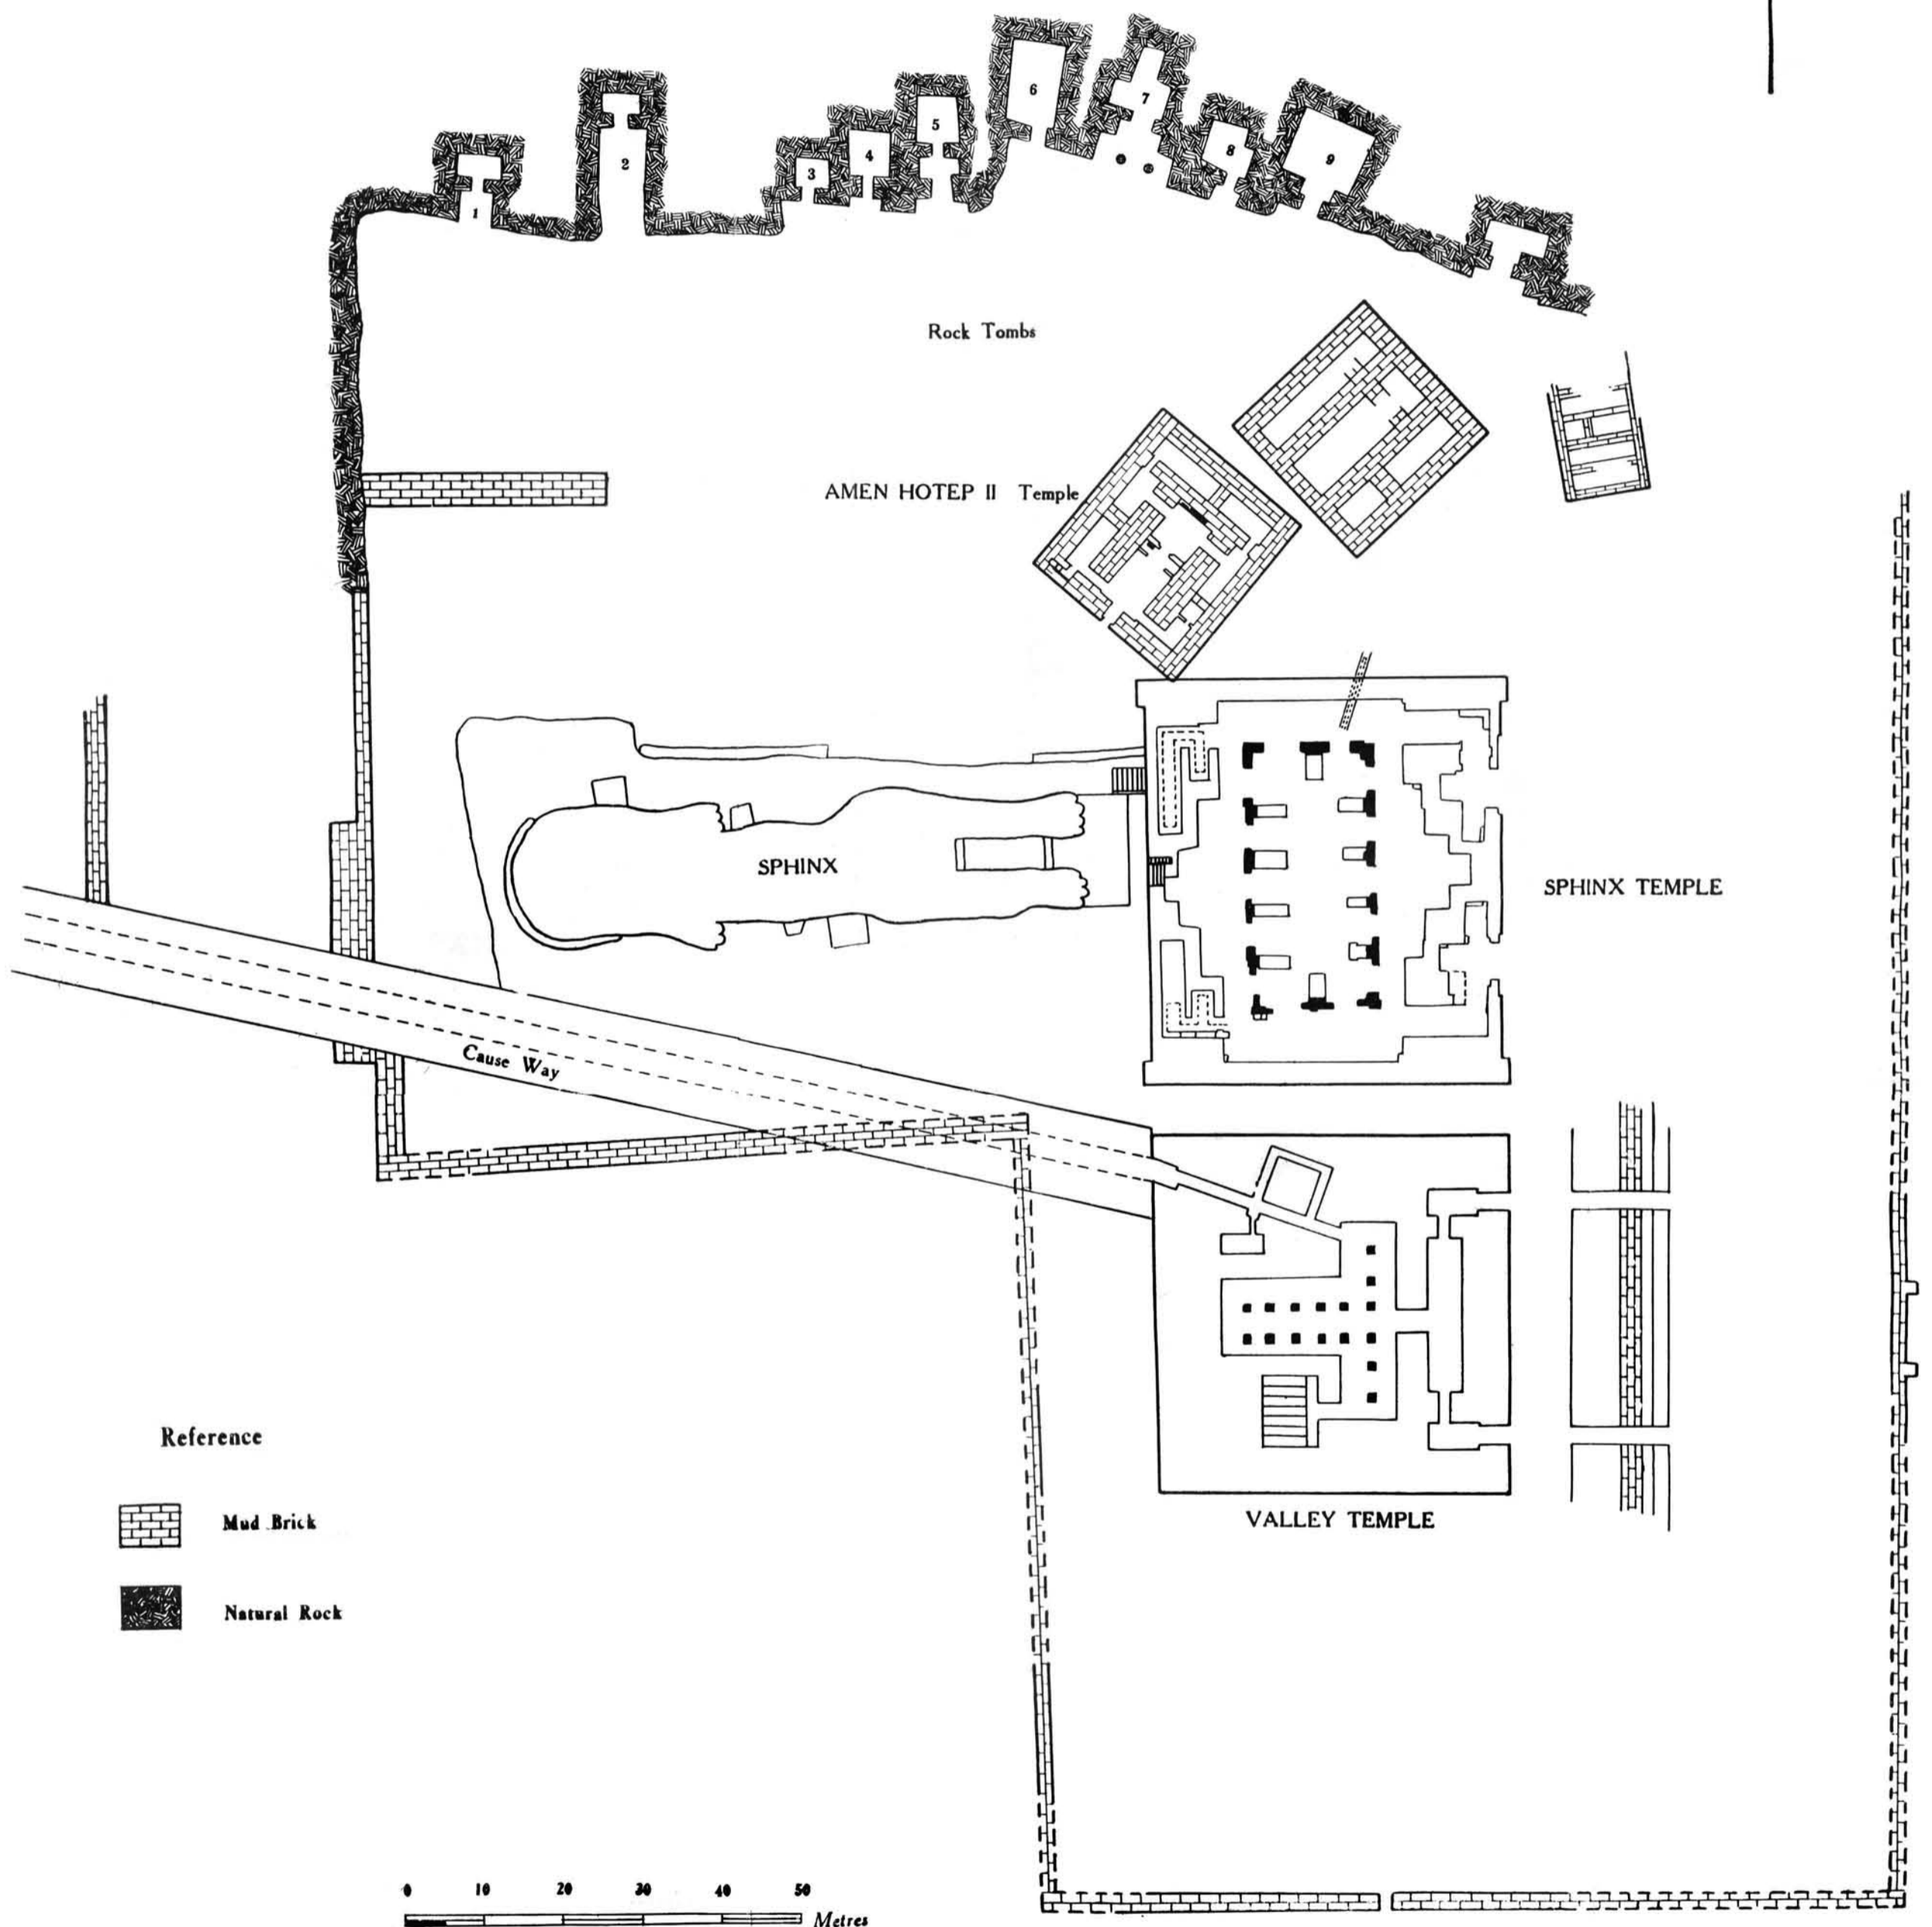 6
7
5
8
9
4
2
3
1
Rock Tombs
AMEN HOTEP II Temple
SPHINX
SPHINX TEMPLE
Cause Way
Reference
Mud Brick
VALLEY TEMPLE
Natural Rock
0 10 20 30 40 50
Metres